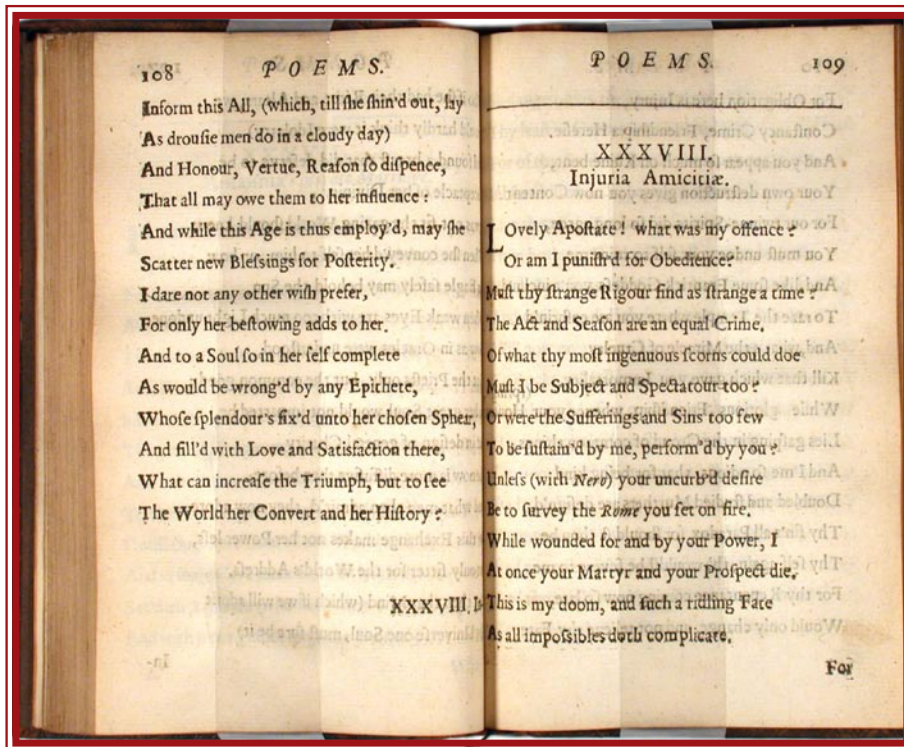 108 POEMS.
Inform this All, (which, till ſhe ſhin'd out, lay
As drouſie men do in a cloudy day)
And Honour, Vertue, Reaſon ſo diſpence,
That all may owe them to her influence:
And while this Age is thus employ'd, may ſhe
Scatter new Bleſsings for Poſterity.
I dare not any other wiſh prefer,
For only her beſtowing adds to her.
And to a Soul ſo in her ſelf complete
As would be wrong'd by any Epithete,
Whoſe ſplendour's fix'd unto her choſen Sphear,
And fill'd with Love and Satisfaction there,
What can increaſe the Triumph, but to ſee
The World her Convert and her Hiſtory?
XXXVIII.
In-
POEMS. 109
XXXVIII.
Injuria Amicitiæ.
Lovely Apoſtate! what was my offence?
Or am I puniſh'd for Obedience?
Muſt thy ſtrange Rigour find as ſtrange a time?
The Act and Seaſon are an equal Crime.
Of what thy moſt ingenuous ſcorns could doe
Muſt I be Subject and Spectatour too?
Or were the Sufferings and Sins too few
To be ſuſtain'd by me, perform'd by you?
Unleſs (with Nero) your uncurb'd deſire
Be to ſurvey the Rome you ſet on fire.
While wounded for and by your Power, I
At once your Martyr and your Proſpect die.
This is my doom, and ſuch a ridling Fate
As all impoſsibles doth complicate.
For